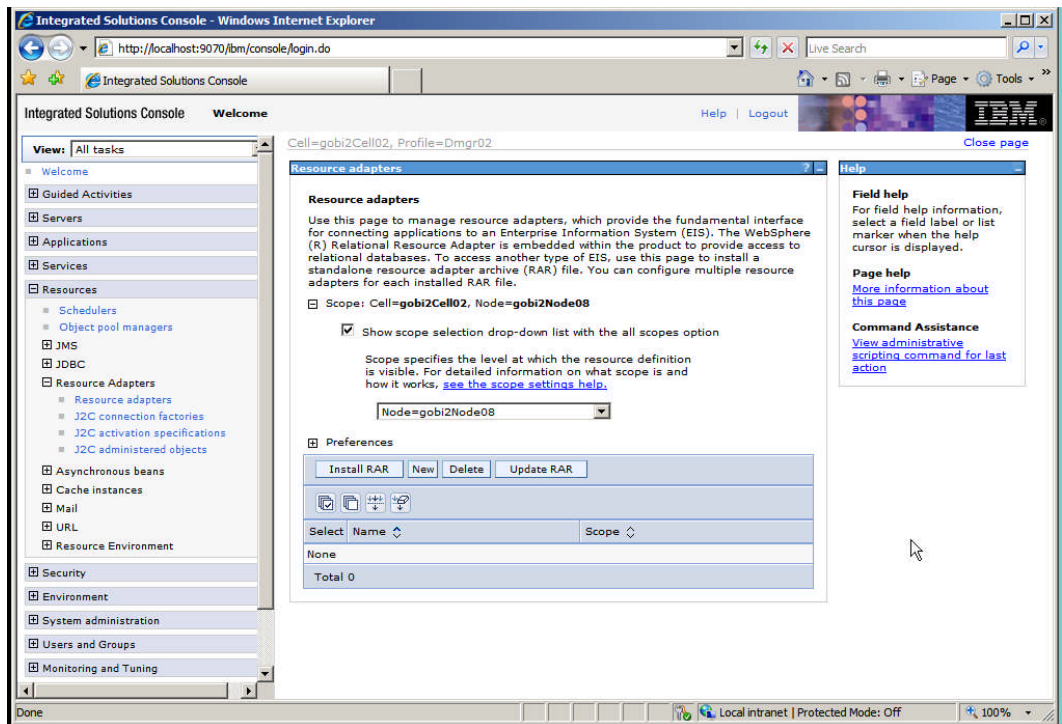 Integrated Solutions Console - Windows Internet Explorer
http://localhost:9070/ibm/console/login.do
Live Search
Integrated Solutions Console
Page
Tools
»
Integrated Solutions Console Welcome
Help | Logout
IBM
View: All tasks
Welcome
Guided Activities
Servers
Applications
Services
Resources
Schedulers
Object pool managers
JMS
JDBC
Resource Adapters
Resource adapters
J2C connection factories
J2C activation specifications
J2C administered objects
Asynchronous beans
Cache instances
Mail
URL
Resource Environment
Security
Environment
System administration
Users and Groups
Monitoring and Tuning
Cell=gobi2Cell02, Profile=Dmgr02
Close page
Resource adapters
Resource adapters
Use this page to manage resource adapters, which provide the fundamental interface
for connecting applications to an Enterprise Information System (EIS). The WebSphere
(R) Relational Resource Adapter is embedded within the product to provide access to
relational databases. To access another type of EIS, use this page to install a
standalone resource adapter archive (RAR) file. You can configure multiple resource
adapters for each installed RAR file.
Scope: Cell=gobi2Cell02, Node=gobi2Node08
Show scope selection drop-down list with the all scopes option
Scope specifies the level at which the resource definition
is visible. For detailed information on what scope is and
how it works, see the scope settings help.
Node=gobi2Node08
Preferences
Install RAR New Delete Update RAR
Select Name Scope
None
Total 0
Help
Field help
For field help information,
select a field label or list
marker when the help
cursor is displayed.
Page help
More information about
this page
Command Assistance
View administrative
scripting command for last
action
Done
Local intranet | Protected Mode: Off
100%